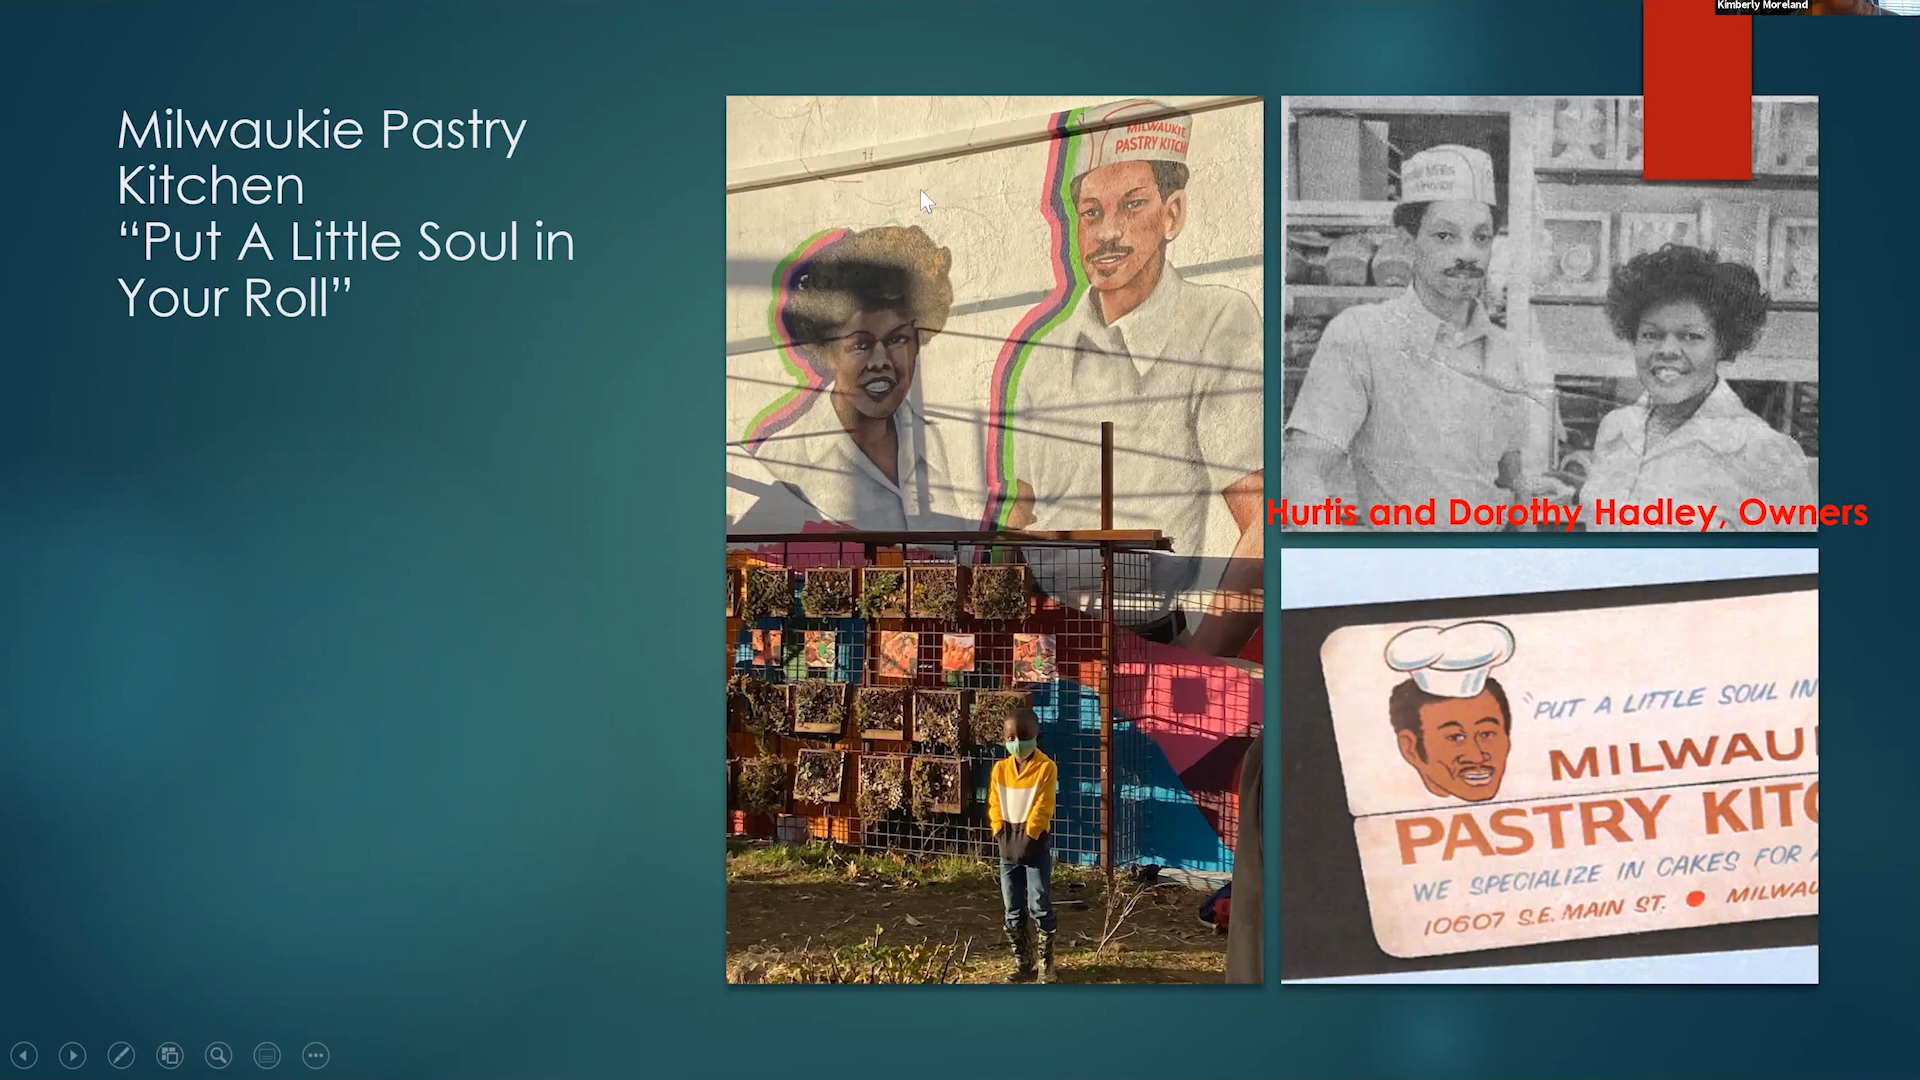 Kimberly Moreland
Milwaukie Pastry
Kitchen
“Put A Little Soul in
Your Roll”
MILWAUKIE
PASTRY KITCH
Hurtis and Dorothy Hadley, Owners
"PUT A LITTLE SOUL IN
MILWAU
PASTRY KITC
WE SPECIALIZE IN CAKES FOR
10607 S.E. MAIN ST. • MILWAU